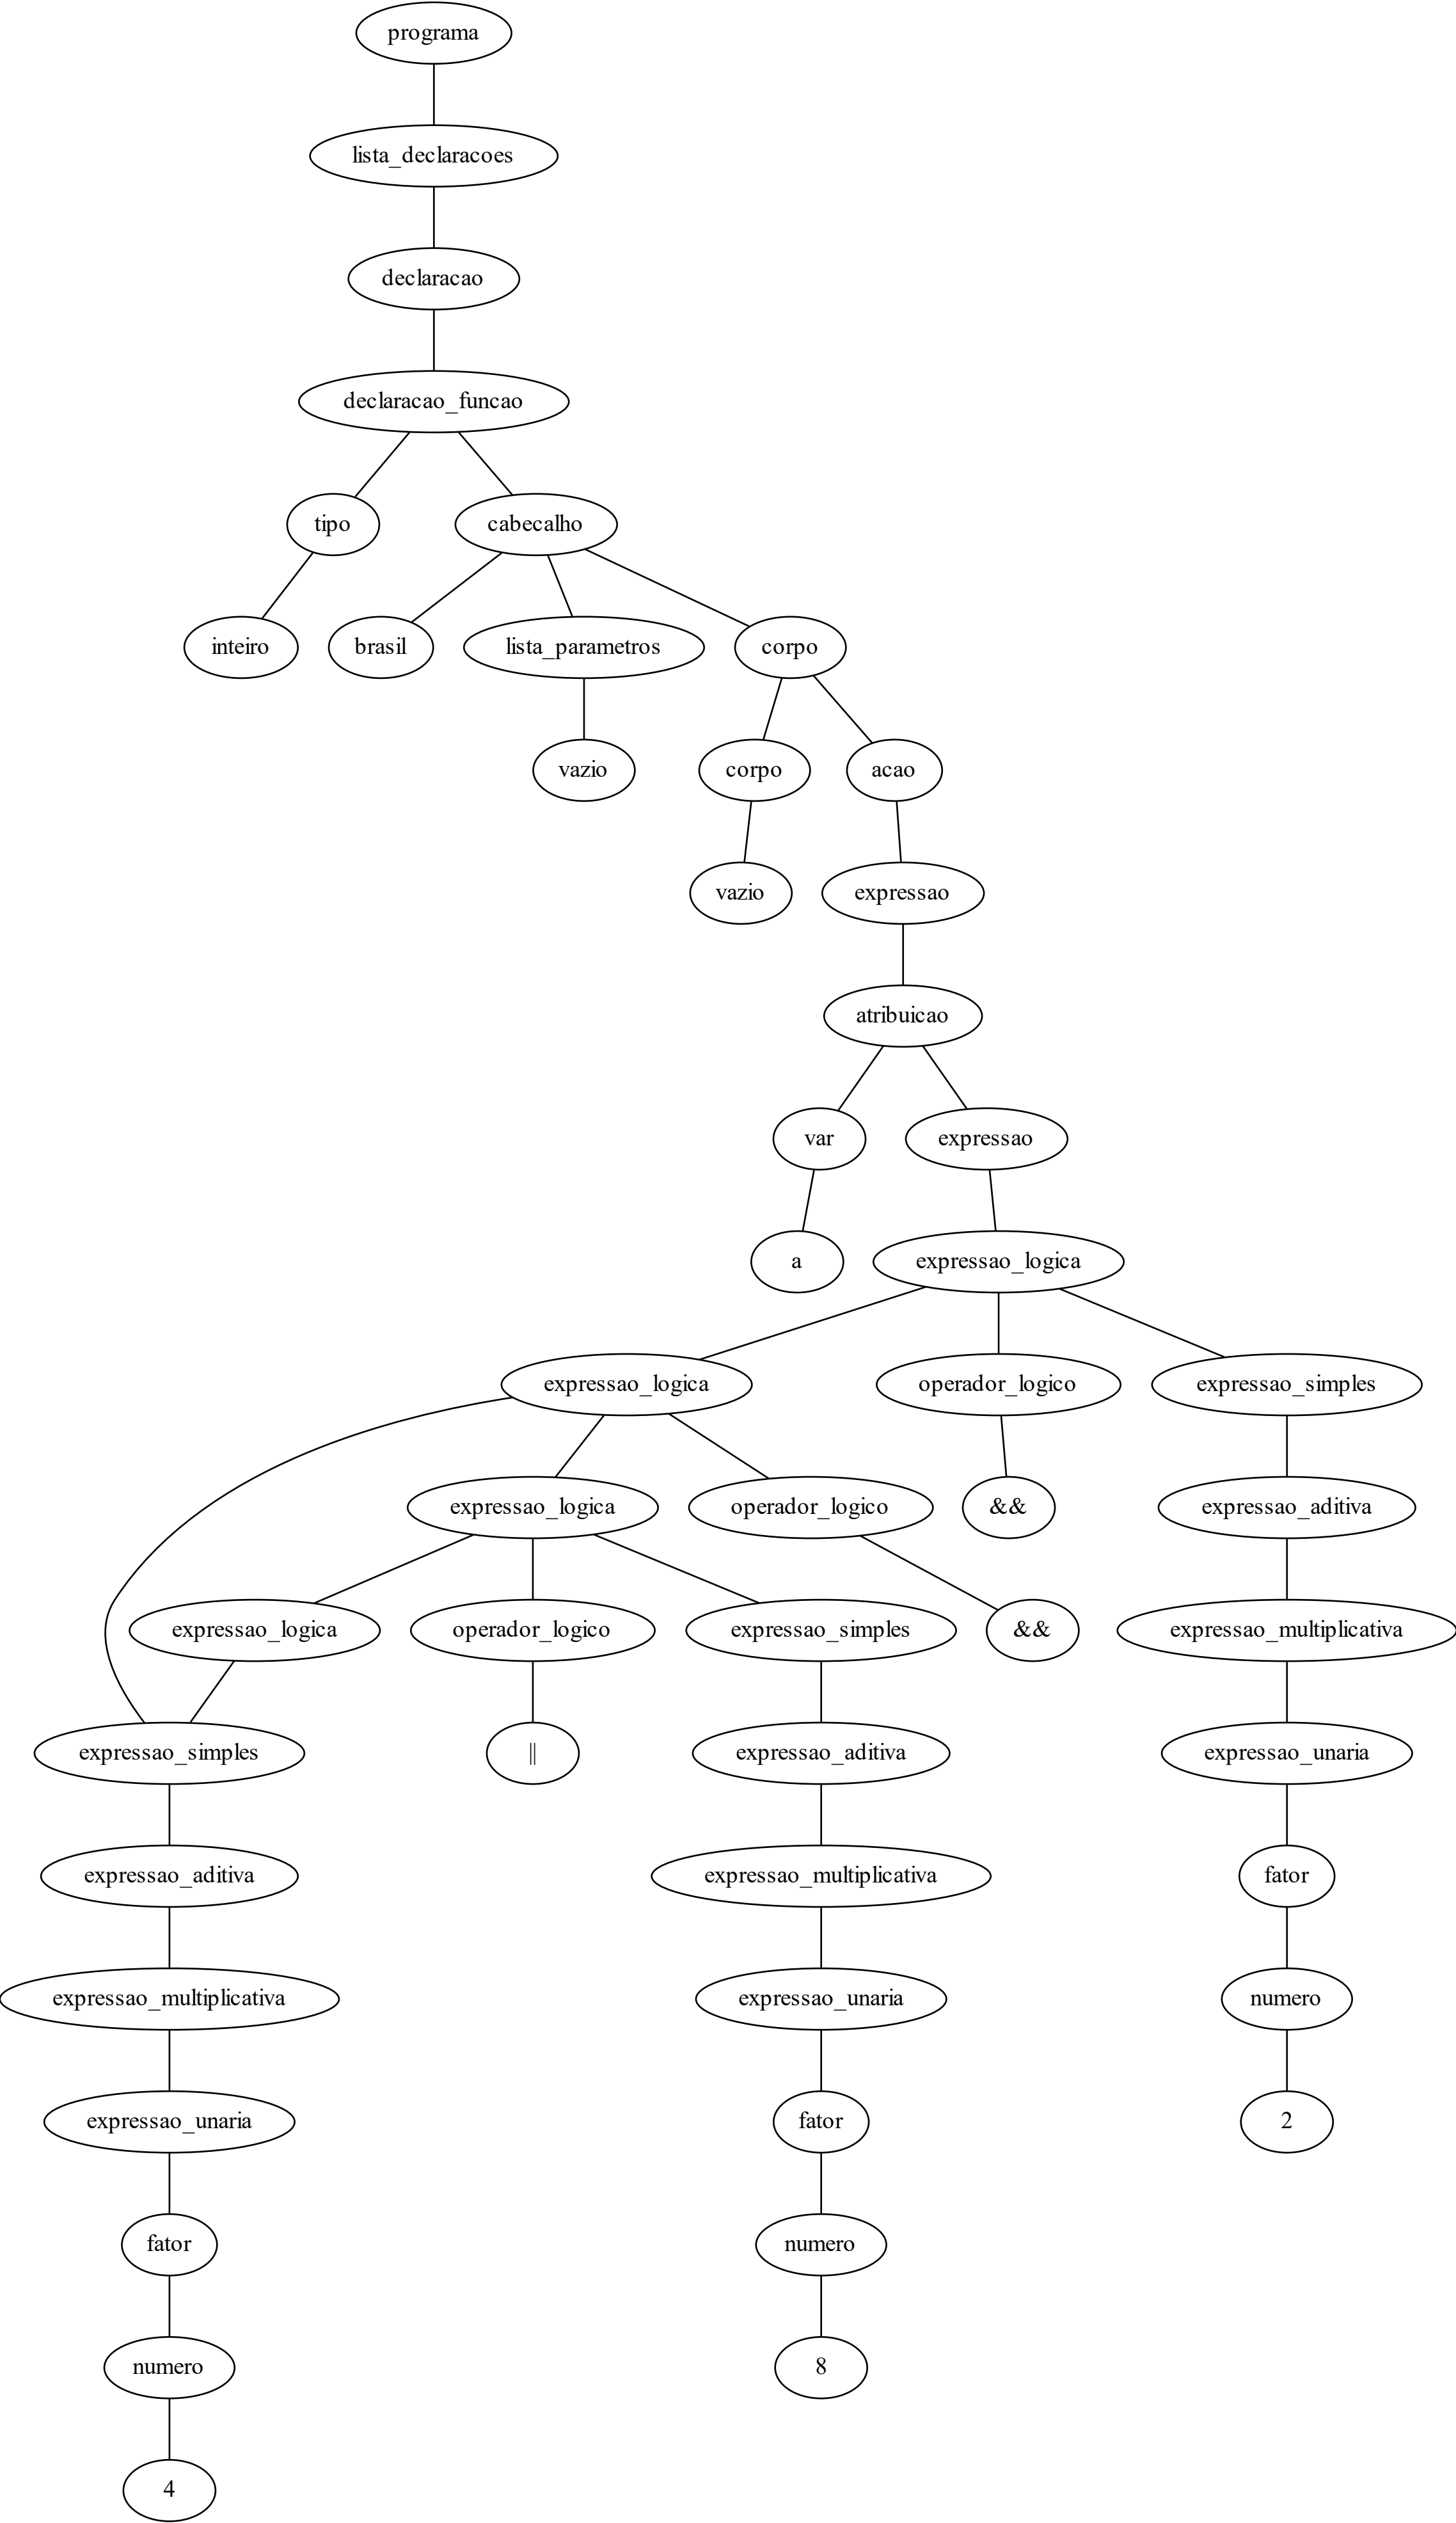 programa
lista_declaracoes
declaracao
declaracao_funcao
tipo
cabecalho
inteiro
brasil
lista_parametros
corpo
vazio
corpo
acao
vazio
expressao
atribuicao
var
expressao
a
expressao_logica
expressao_logica
operador_logico
expressao_simples
expressao_logica
operador_logico
&&
expressao_aditiva
expressao_logica
operador_logico
expressao_simples
&&
expressao_multiplicativa
expressao_simples
||
expressao_aditiva
expressao_unaria
expressao_aditiva
expressao_multiplicativa
fator
expressao_multiplicativa
expressao_unaria
numero
expressao_unaria
fator
2
fator
numero
numero
8
4